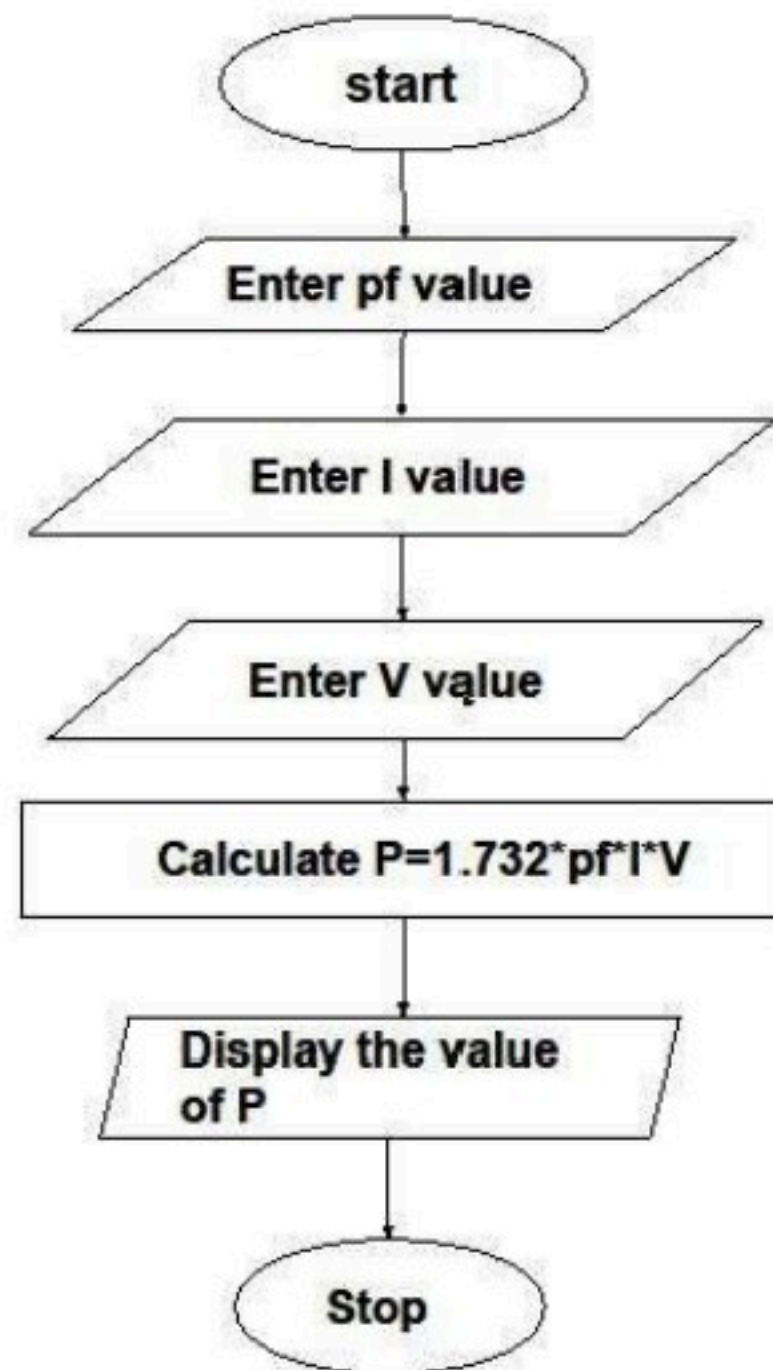 start
Enter pf value
Enter I value
Enter V vąlue
Calculate P=1.732*pf*I*V
Display the value
of P
Stop